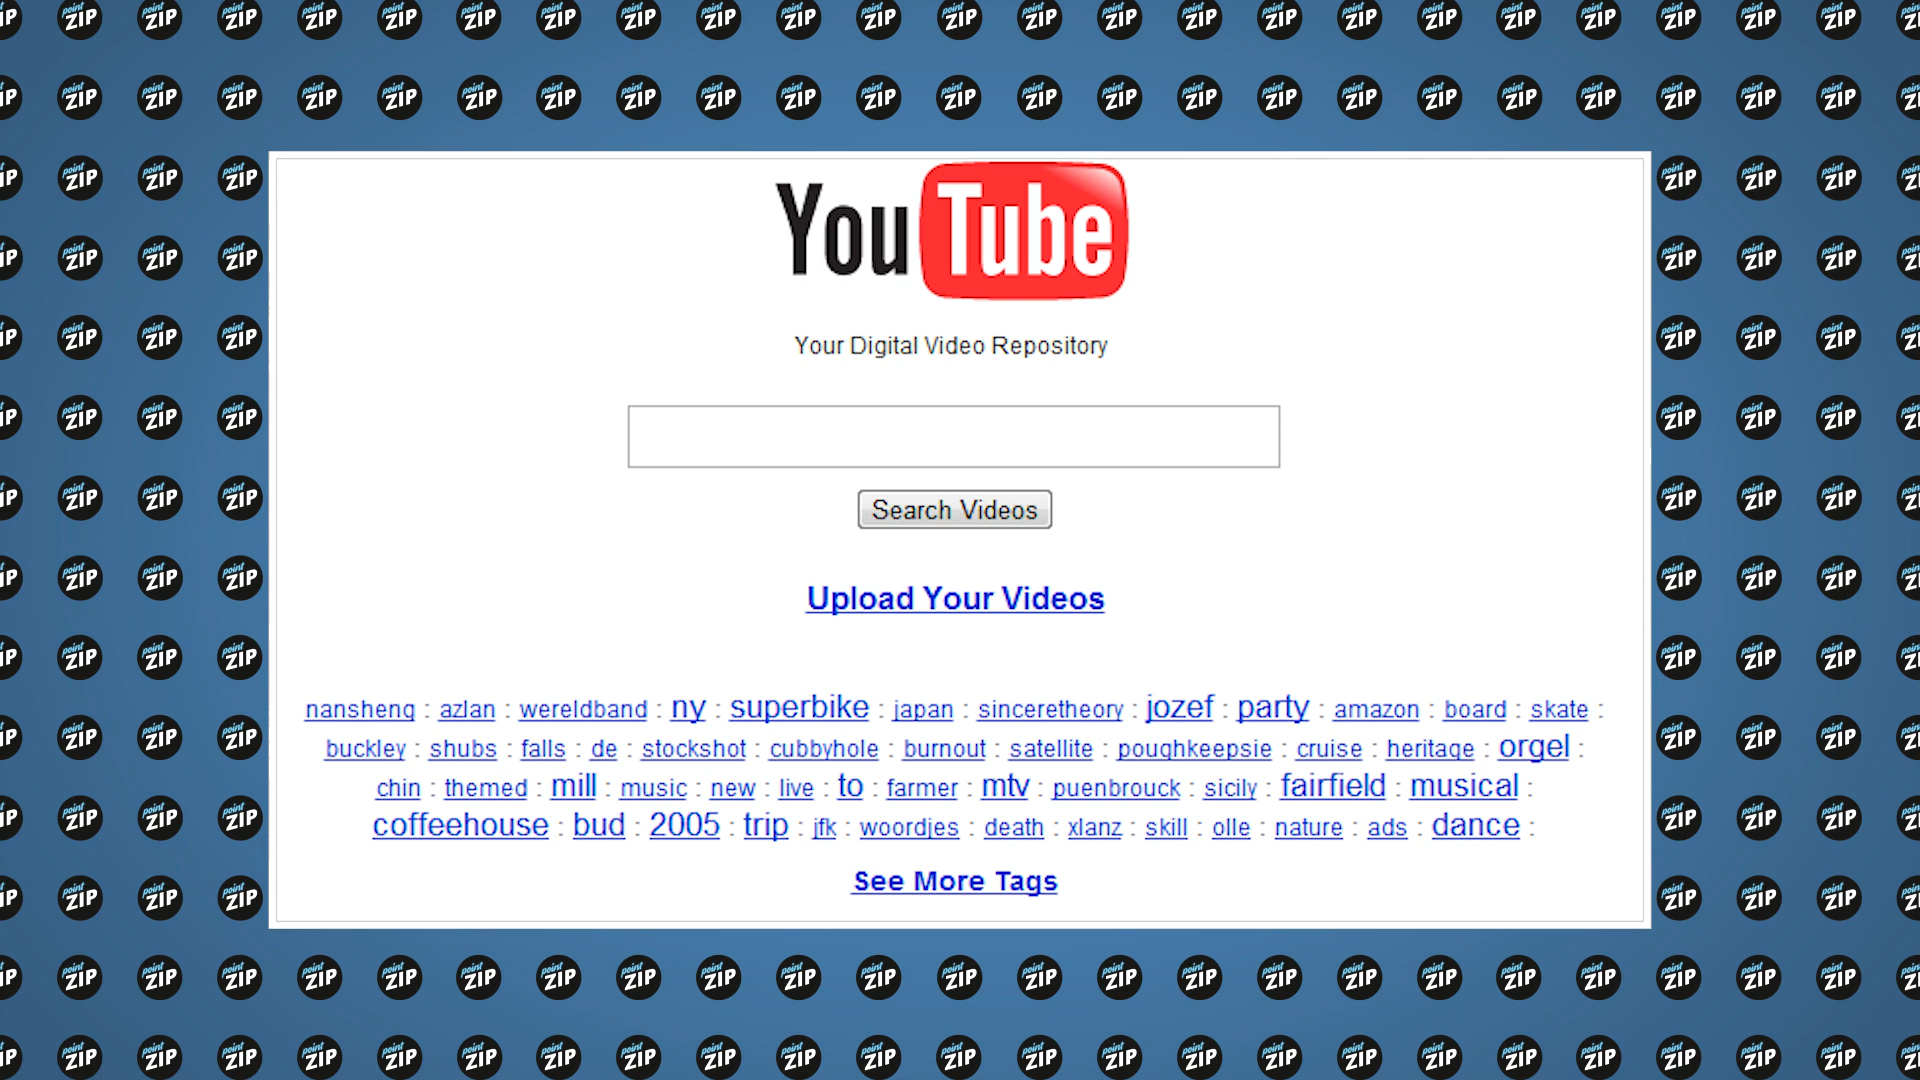 YouTube
Your Digital Video Repository
Search Videos
Upload Your Videos
nansheng : azlan : wereldband : ny : superbike : japan : sinceretheory : jozef : party : amazon : board : skate :
buckley : shubs : falls : de : stockshot : cubbyhole : burnout : satellite : poughkeepsie : cruise : heritage : orgel :
chin : themed : mill : music : new : live : to : farmer : mtv : puenbrouck : sicily : fairfield : musical :
coffeehouse : bud : 2005 : trip : jfk : woordjes : death : xlanz : skill : olle : nature : ads : dance :
See More Tags
point ZIP